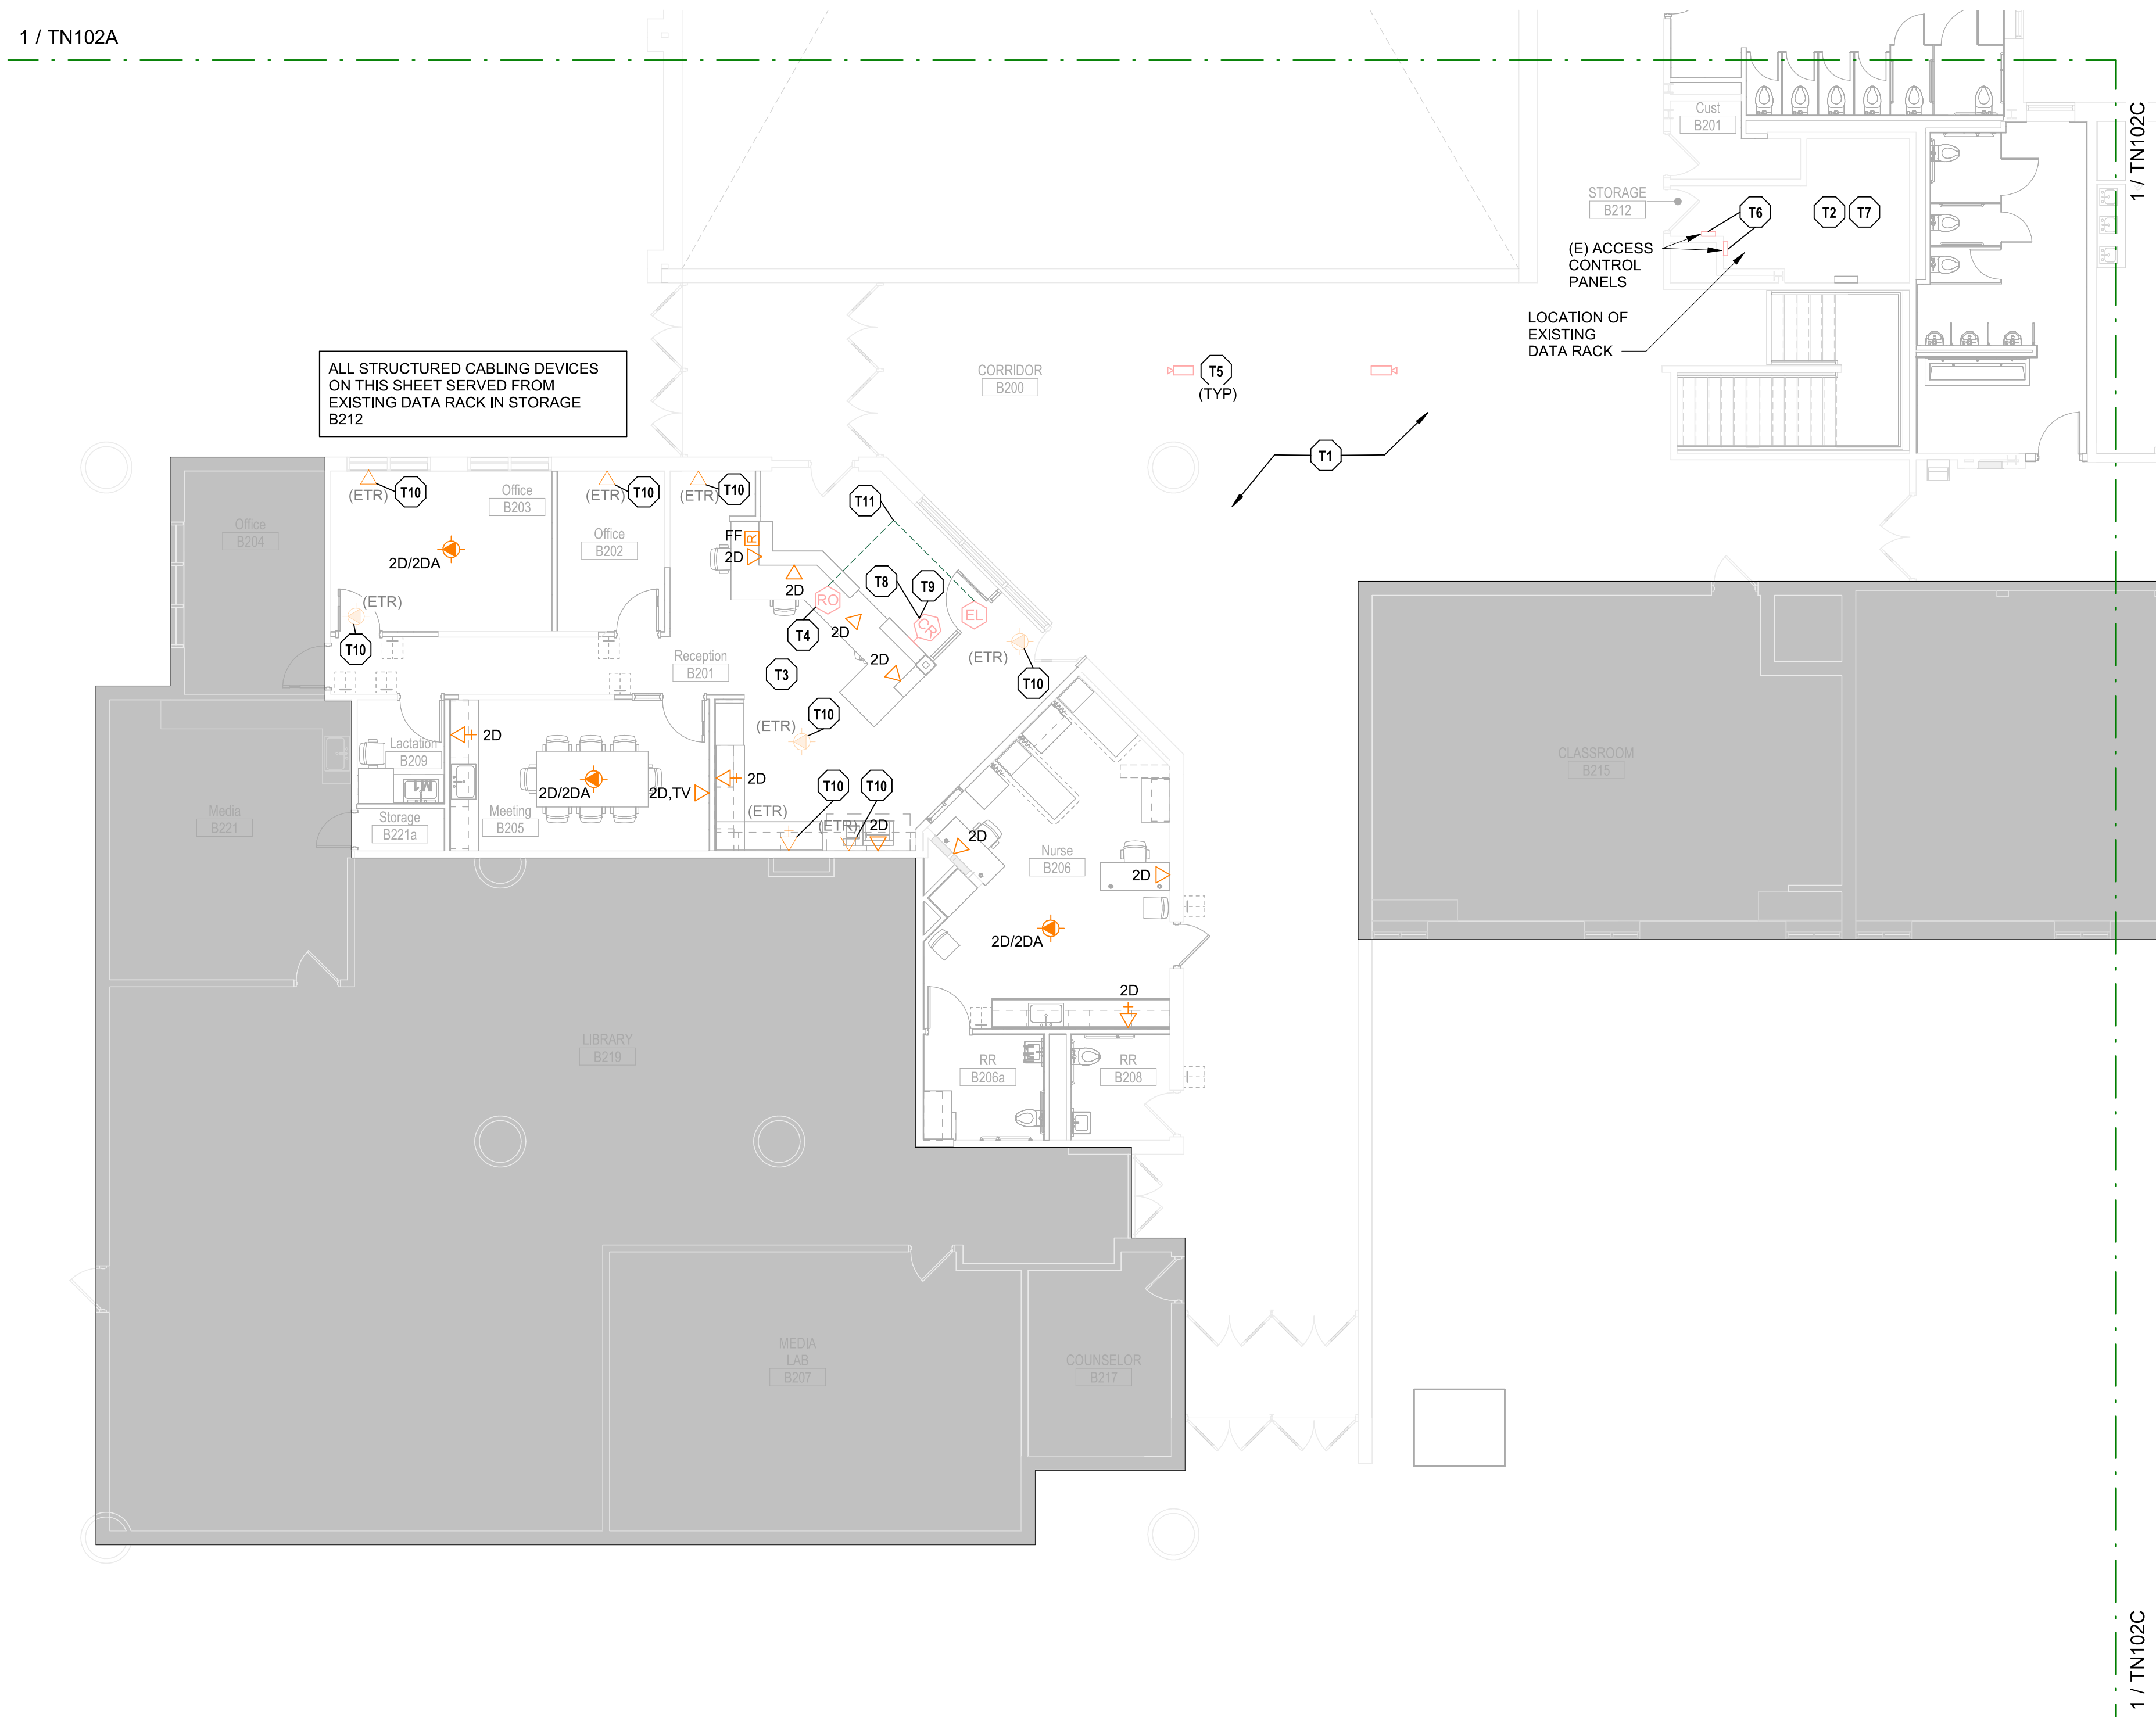 1 / TN102A
1 / TN102C
Cust
B201
STORAGE
B212
T6
T2
T7
(E) ACCESS
CONTROL
PANELS
LOCATION OF
EXISTING
DATA RACK
ALL STRUCTURED CABLING DEVICES
ON THIS SHEET SERVED FROM
EXISTING DATA RACK IN STORAGE
B212
CORRIDOR
B200
T5
(TYP)
T1
(ETR)
T10
Office
B203
(ETR)
T10
(ETR)
T10
T11
Office
B204
Office
B202
FF
R
2D
2D/2DA
2D
T8
T9
(ETR)
RO
CR
EL
T4
2D
T10
Reception
B201
T3
2D
(ETR)
T10
T10
(ETR)
Lactation
B209
2D
M1
2D/2DA
2D,TV
2D
T10
T10
CLASSROOM
B215
Media
B221
Storage
B221a
Meeting
B205
(ETR)
(ETR)
2D
2D
Nurse
B206
2D
2D/2DA
2D
LIBRARY
B219
RR
B206a
RR
B208
MEDIA
LAB
B207
COUNSELOR
B217
1 / TN102C